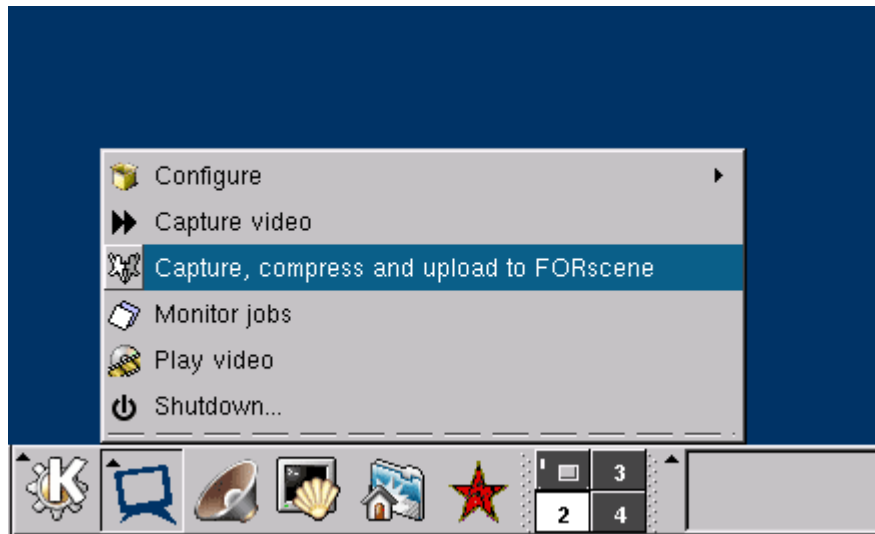 Configure
Capture video
Capture, compress and upload to FORscene
Monitor jobs
Play video
Shutdown...
K
3
2 4